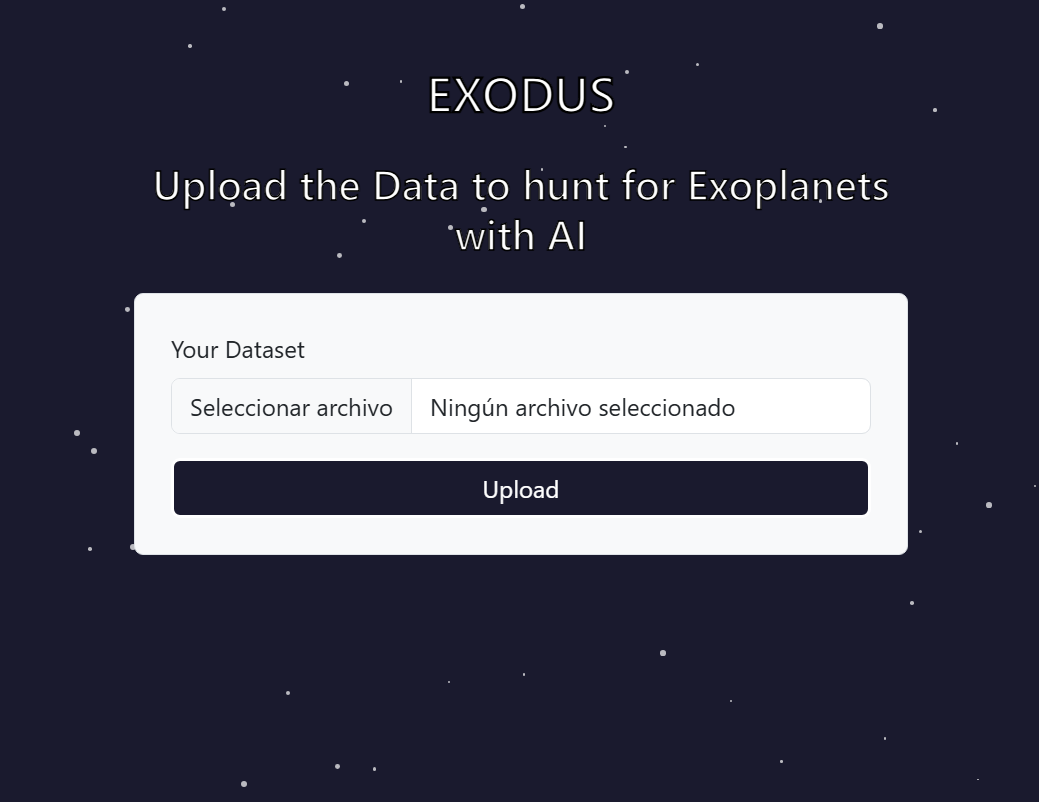 EXODUS
Upload the Data to hunt for Exoplanets
with AI
Your Dataset
Seleccionar archivo Ningún archivo seleccionado
Upload